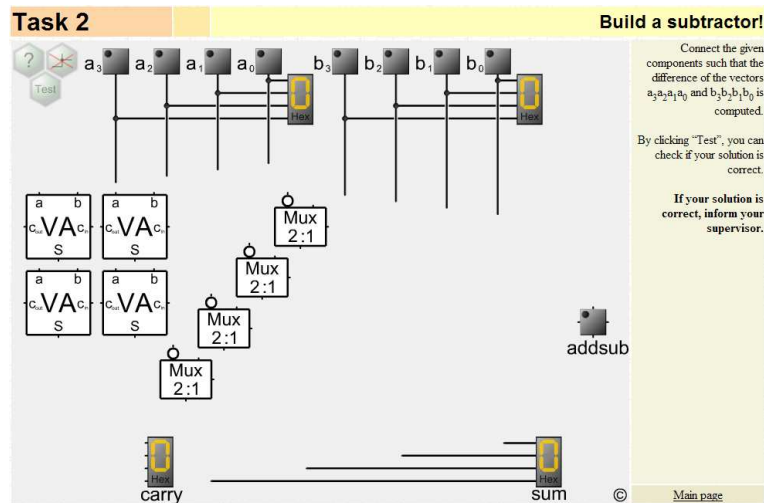 Task 2
Build a subtractor!
?
Test
a3 a2 a1 a0 b3 b2 b1 b0
0 0
Hex Hex
Connect the given
components such that the
difference of the vectors
a3a2a1a0 and b3b2b1b0 is
computed.
By clicking “Test”, you can
check if your solution is
correct.
If your solution is
correct, inform your
supervisor.
a b a b
Cout VA Cin Cout VA Cin
S S
Mux
2:1
Mux
2:1
a b a b
Cout VA Cin Cout VA Cin
S S
Mux
2:1
addsub
Mux
2:1
0 0
Hex Hex
carry sum ©
Main page